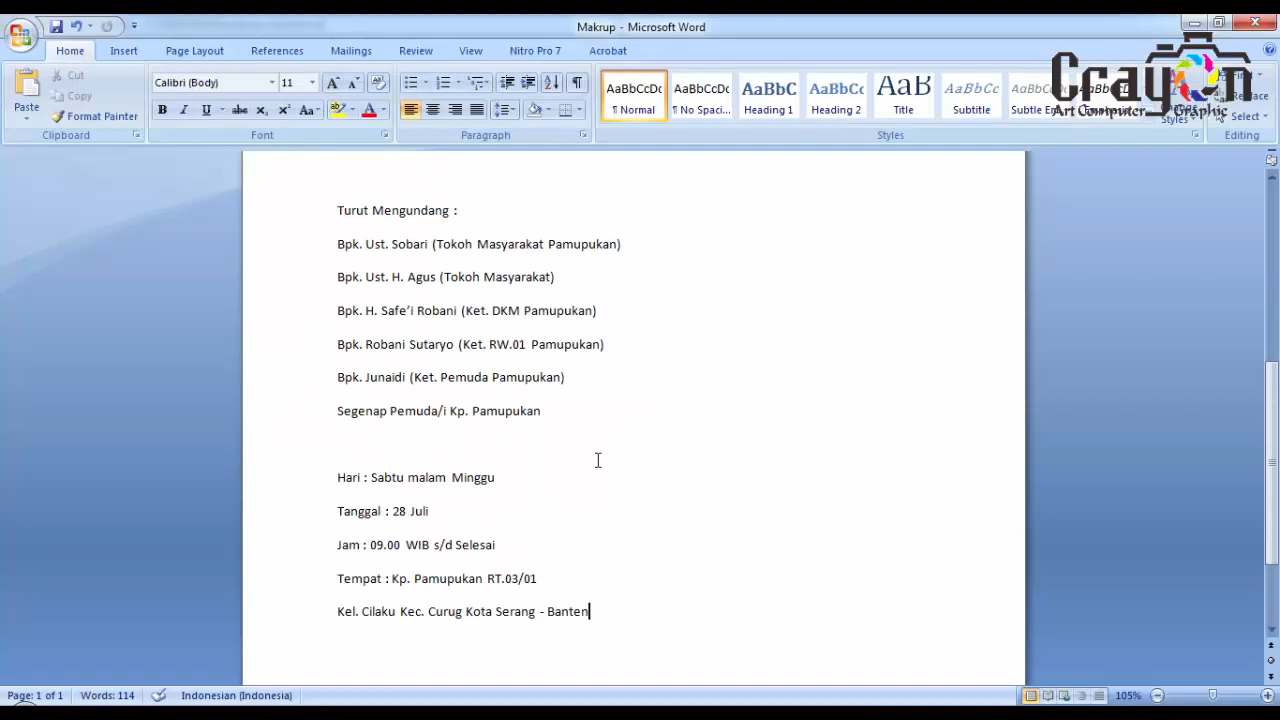 Makrup - Microsoft Word
Home Insert Page Layout References Mailings Review View Nitro Pro 7 Acrobat
Paste
Cut
Copy
Format Painter
Clipboard
Calibri (Body) 11
Font
Paragraph
AaBbCcDc AaBbCcDc AaBbC AaBbCc AaB AaBbCc AaBbCcDc AaBbCcDc
¶ Normal ¶ No Spaci... Heading 1 Heading 2 Title Subtitle Subtle Em
Change Styles
Styles
Replace
Select
Editing
Crayon
Art Computer Graphic
Turut Mengundang :
Bpk. Ust. Sobari (Tokoh Masyarakat Pamupukan)
Bpk. Ust. H. Agus (Tokoh Masyarakat)
Bpk. H. Safe’i Robani (Ket. DKM Pamupukan)
Bpk. Robani Sutaryo (Ket. RW.01 Pamupukan)
Bpk. Junaidi (Ket. Pemuda Pamupukan)
Segenap Pemuda/i Kp. Pamupukan
Hari : Sabtu malam Minggu
Tanggal : 28 Juli
Jam : 09.00 WIB s/d Selesai
Tempat : Kp. Pamupukan RT.03/01
Kel. Cilaku Kec. Curug Kota Serang - Banten
Page: 1 of 1 Words: 114 Indonesian (Indonesia) 105%